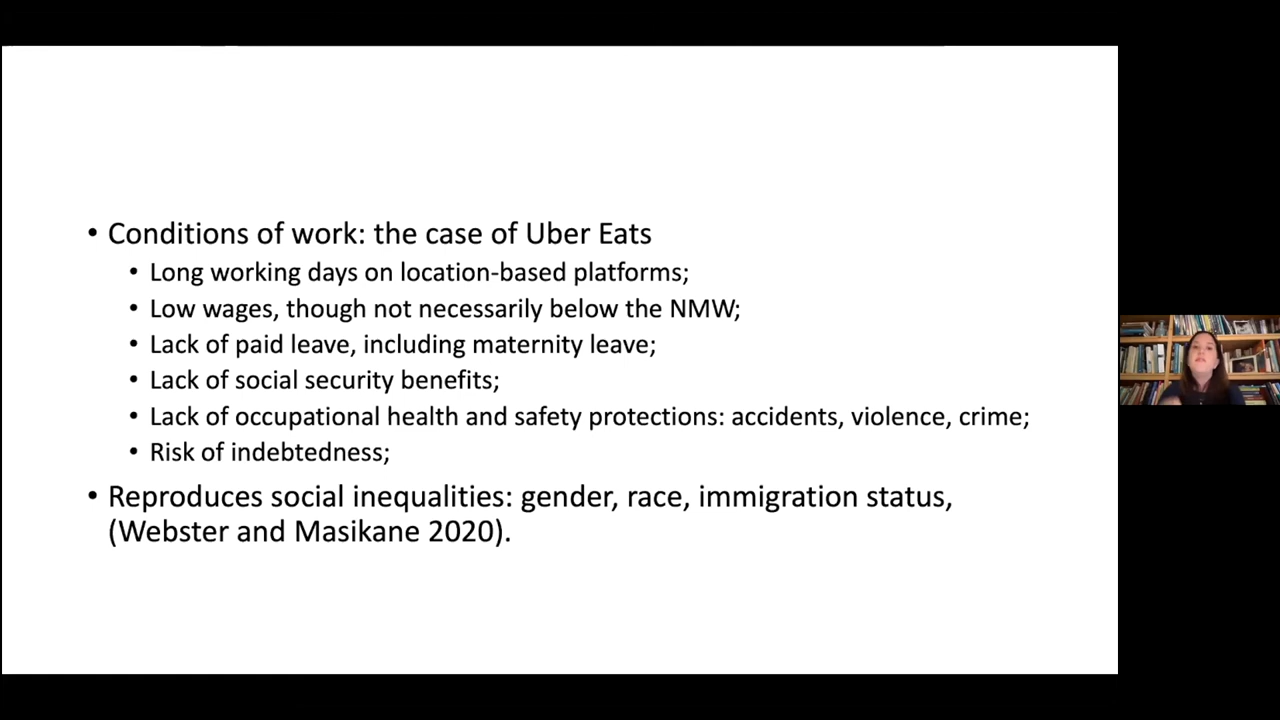 • Conditions of work: the case of Uber Eats
• Long working days on location-based platforms;
• Low wages, though not necessarily below the NMW;
• Lack of paid leave, including maternity leave;
• Lack of social security benefits;
• Lack of occupational health and safety protections: accidents, violence, crime;
• Risk of indebtedness;
• Reproduces social inequalities: gender, race, immigration status,
(Webster and Masikane 2020).